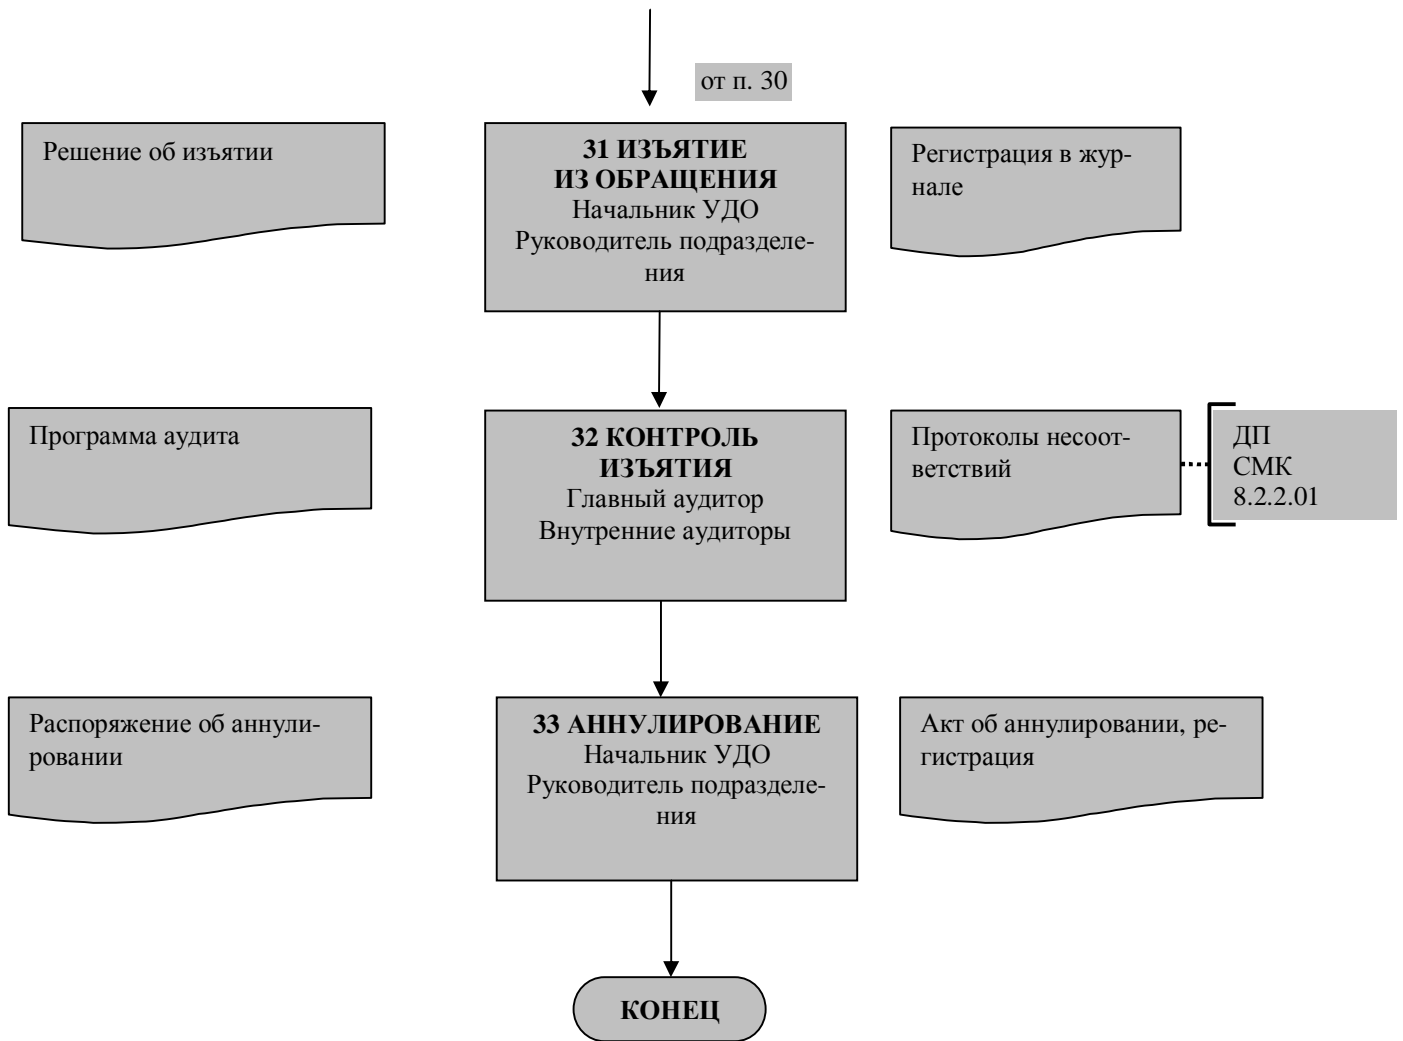 от п. 30
Решение об изъятии
31 ИЗЪЯТИЕ
ИЗ ОБРАЩЕНИЯ
Начальник УДО
Руководитель подразделе-
ния
Регистрация в жур-
нале
Программа аудита
32 КОНТРОЛЬ
ИЗЪЯТИЯ
Главный аудитор
Внутренние аудиторы
Протоколы несоот-
ветствий
ДП
СМК
8.2.2.01
Распоряжение об аннули-
ровании
33 АННУЛИРОВАНИЕ
Начальник УДО
Руководитель подразделе-
ния
Акт об аннулировании, ре-
гистрация
КОНЕЦ